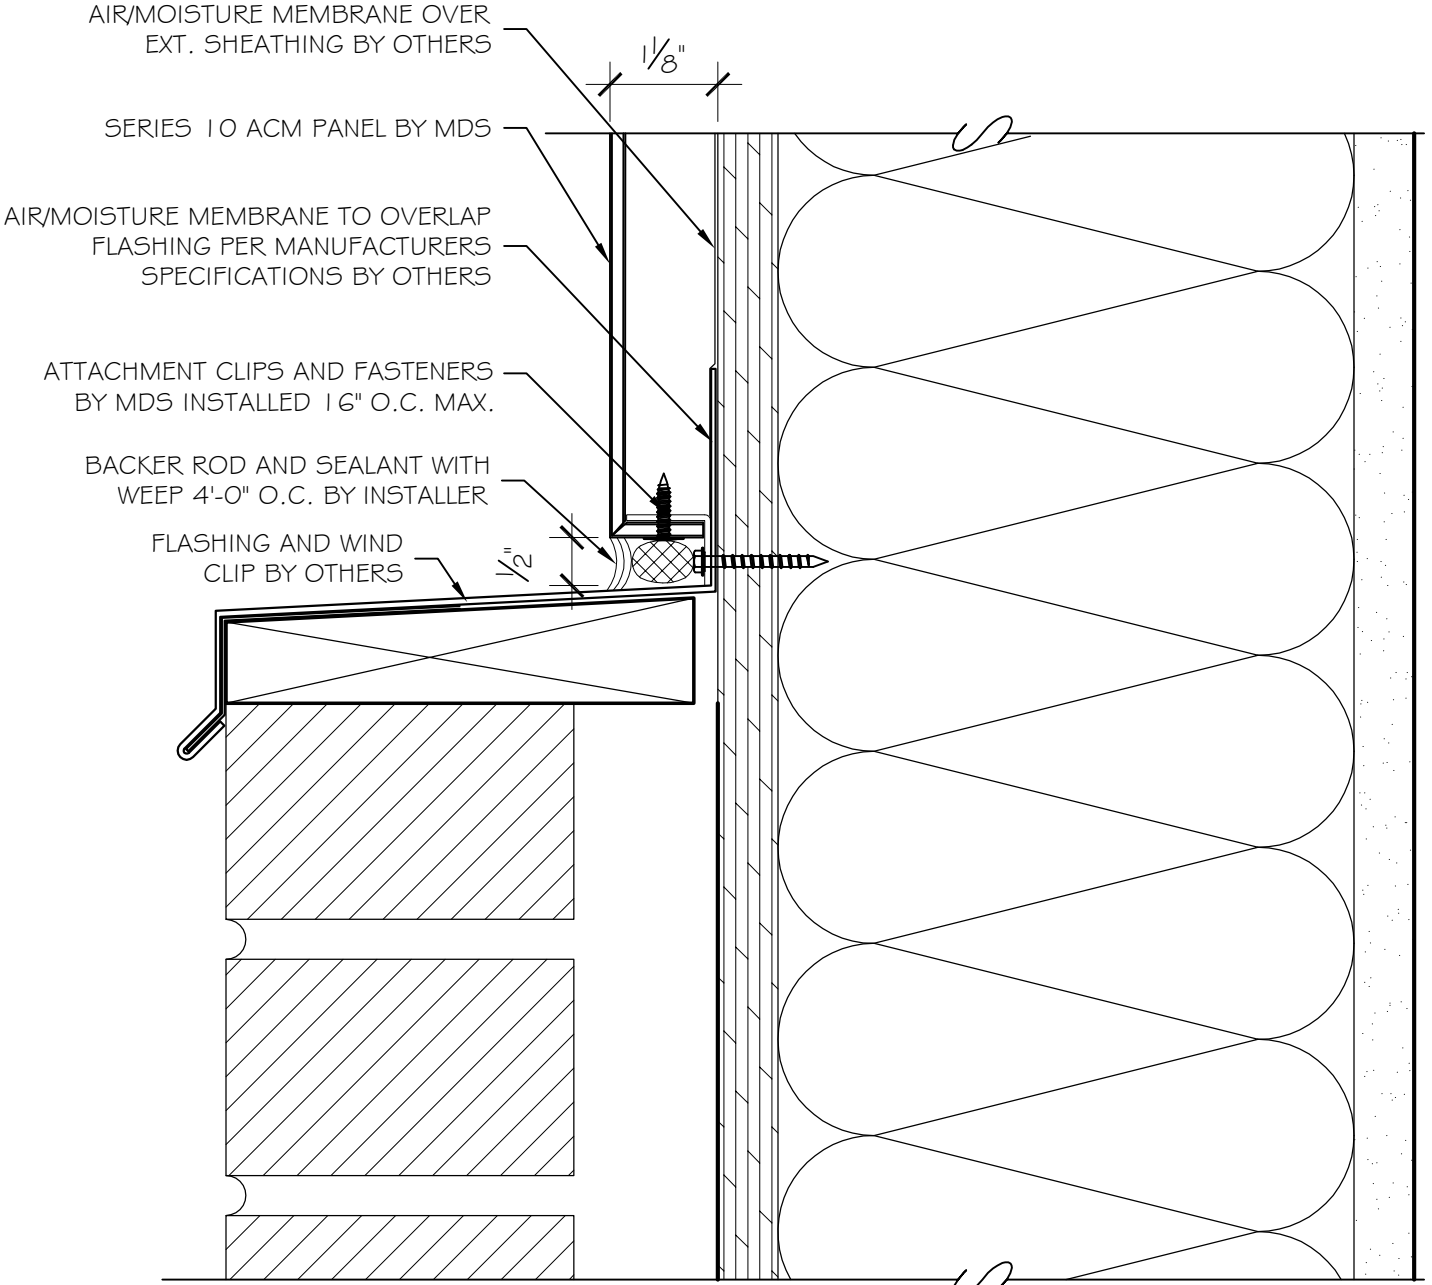 AIR/MOISTURE MEMBRANE OVER
EXT. SHEATHING BY OTHERS
1 1/8"
SERIES 10 ACM PANEL BY MDS
AIR/MOISTURE MEMBRANE TO OVERLAP
FLASHING PER MANUFACTURERS
SPECIFICATIONS BY OTHERS
ATTACHMENT CLIPS AND FASTENERS
BY MDS INSTALLED 16" O.C. MAX.
BACKER ROD AND SEALANT WITH
WEEP 4'-0" O.C. BY INSTALLER
FLASHING AND WIND
CLIP BY OTHERS
1/2"